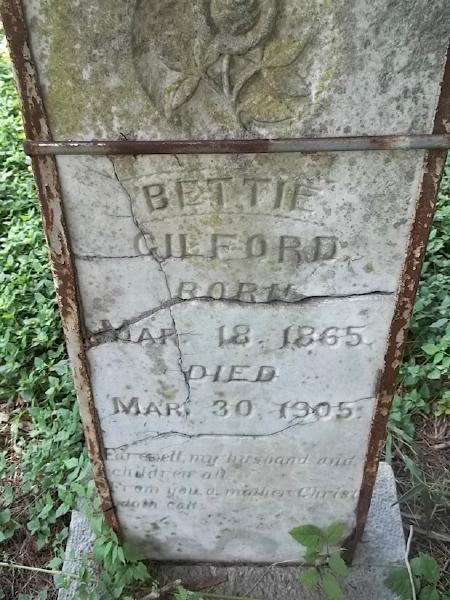 BETTIE
GILFORD.
BORN
MAR. 18. 1865.
DIED
MAR. 30. 1905.
Farewell, my husband and
children all
From you a mother Christ
doth call.